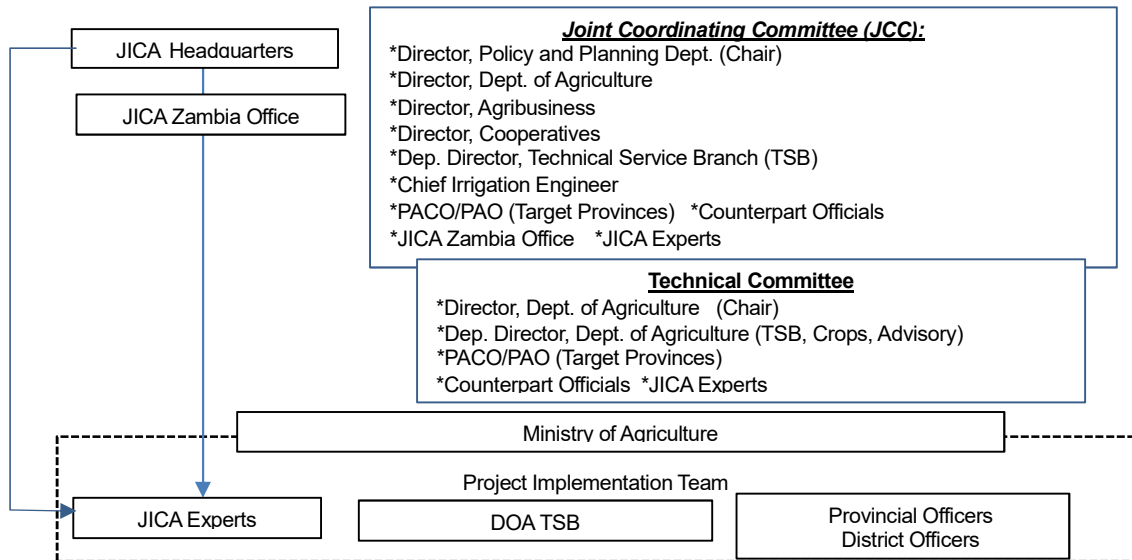 JICA Headquarters
JICA Zambia Office
Joint Coordinating Committee (JCC):
*Director, Policy and Planning Dept. (Chair)
*Director, Dept. of Agriculture
*Director, Agribusiness
*Director, Cooperatives
*Dep. Director, Technical Service Branch (TSB)
*Chief Irrigation Engineer
*PACO/PAO (Target Provinces) *Counterpart Officials
*JICA Zambia Office *JICA Experts
Technical Committee
*Director, Dept. of Agriculture (Chair)
*Dep. Director, Dept. of Agriculture (TSB, Crops, Advisory)
*PACO/PAO (Target Provinces)
*Counterpart Officials *JICA Experts
Ministry of Agriculture
Project Implementation Team
JICA Experts
DOA TSB
Provincial Officers
District Officers